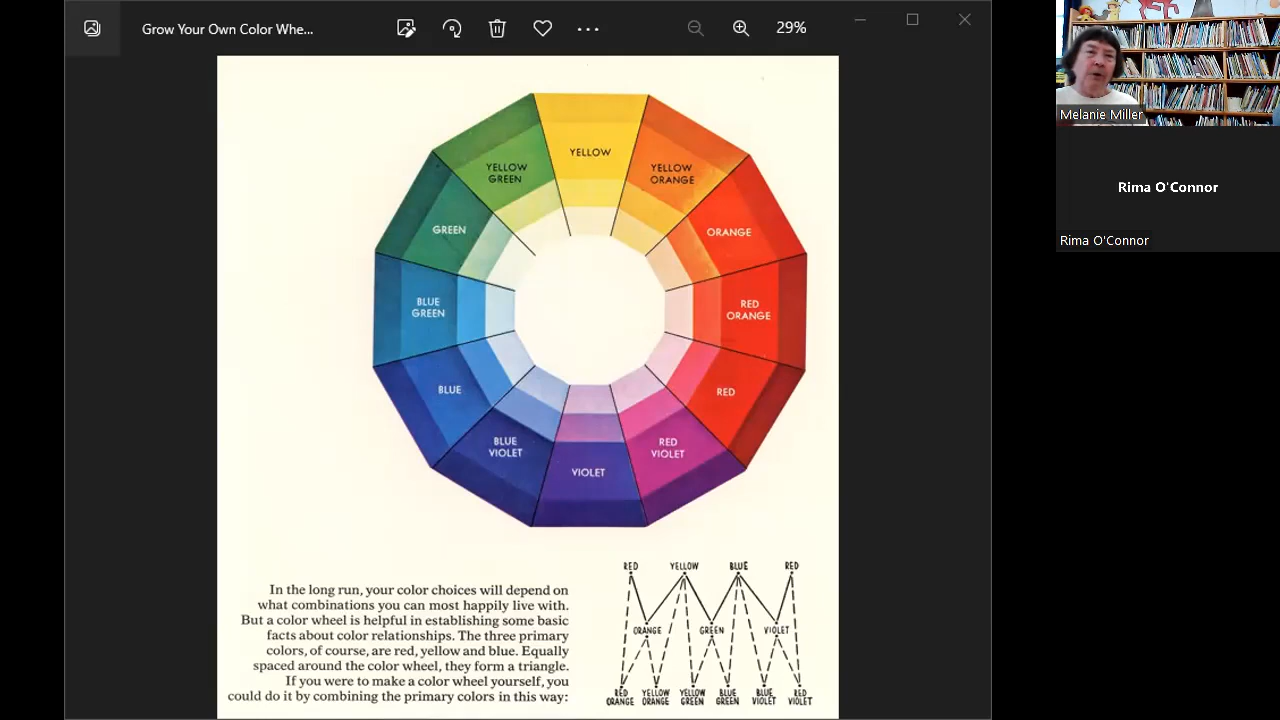 Grow Your Own Color Whe...
29%
YELLOW
YELLOW
GREEN
YELLOW
ORANGE
GREEN
ORANGE
BLUE
GREEN
RED
ORANGE
BLUE
RED
BLUE
VIOLET
RED
VIOLET
VIOLET
In the long run, your color choices will depend on
what combinations you can most happily live with.
But a color wheel is helpful in establishing some basic
facts about color relationships. The three primary
colors, of course, are red, yellow and blue. Equally
spaced around the color wheel, they form a triangle.
If you were to make a color wheel yourself, you
could do it by combining the primary colors in this way:
RED YELLOW BLUE RED
ORANGE GREEN VIOLET
RED YELLOW YELLOW BLUE BLUE RED
ORANGE ORANGE GREEN GREEN VIOLET VIOLET
Melanie Miller
Rima O'Connor
Rima O'Connor